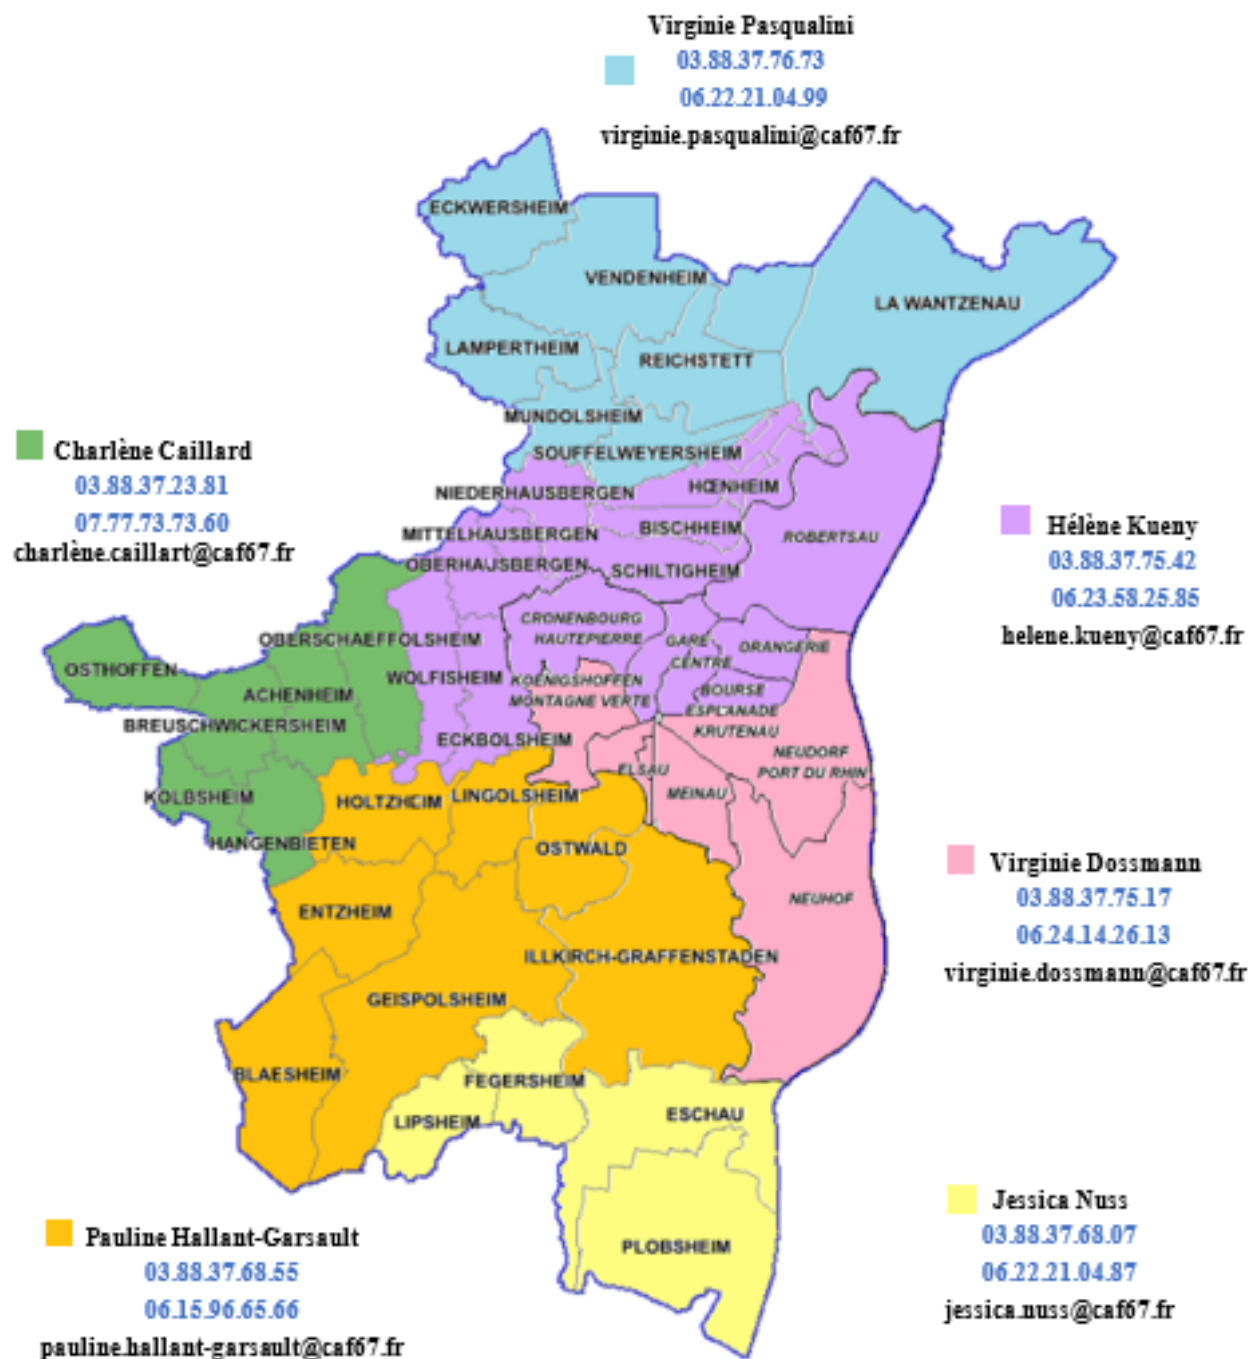 Virginie Pasqualini
03.88.37.76.73
06.22.21.04.99
virginie.pasqualini@caf67.fr
ECKWERSHEIM
VENDENHEIM
LA WANTZENAU
LAMPERTHEIM
REICHSTETT
MUNDOLSHEIM
SOUFFELWEYERSHEIM
Charlène Caillard
03.88.37.23.81
07.77.73.73.60
charlène.caillart@caf67.fr
NIEDERHAUSBERGEN
HŒNHEIM
MITTELHAUSBERGEN
BISCHHEIM
ROBERTSAU
OBERHAUSBERGEN
SCHILTIGHEIM
Hélène Kueny
03.88.37.75.42
06.23.58.25.85
helene.kueny@caf67.fr
CRONENBOURG
HAUTEPIERRE
GARE
CENTRE
ORANGERIE
OBERSCHAEFFOLSHEIM
OSTHOFFEN
WOLFISHEIM
KOENIGSHOFFEN
MONTAGNE VERTE
ACHENHEIM
BOURSE
ESPLANADE
KRUTENAU
BREUSCHWICKERSHEIM
ECKBOLSHEIM
NEUDORF
PORT DU RHIN
ELSAU
MEINAU
KOLBSHEIM
HOLTZHEIM
LINGOLSHEIM
HANGENBIETEN
OSTWALD
Virginie Dossmann
03.88.37.75.17
06.24.14.26.13
virginie.dossmann@caf67.fr
NEUHOF
ENTZHEIM
ILLKIRCH-GRAFFENSTADEN
GEISPOLSHEIM
BLAESHEIM
FEGERSHEIM
LIPSHEIM
ESCHAU
PLOBSHEIM
Jessica Nuss
03.88.37.68.07
06.22.21.04.87
jessica.nuss@caf67.fr
Pauline Hallant-Garsault
03.88.37.68.55
06.15.96.65.66
pauline.hallant-garsault@caf67.fr